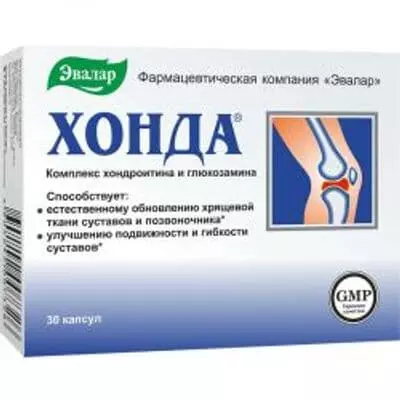 Эвалар
Фармацевтическая компания «Эвалар»
ХОНДА®
Комплекс хондроитина и глюкозамина
Способствует:
• естественному обновлению хрящевой
ткани суставов и позвоночника*
• улучшению подвижности и гибкости
суставов*
GMP
30 капсул